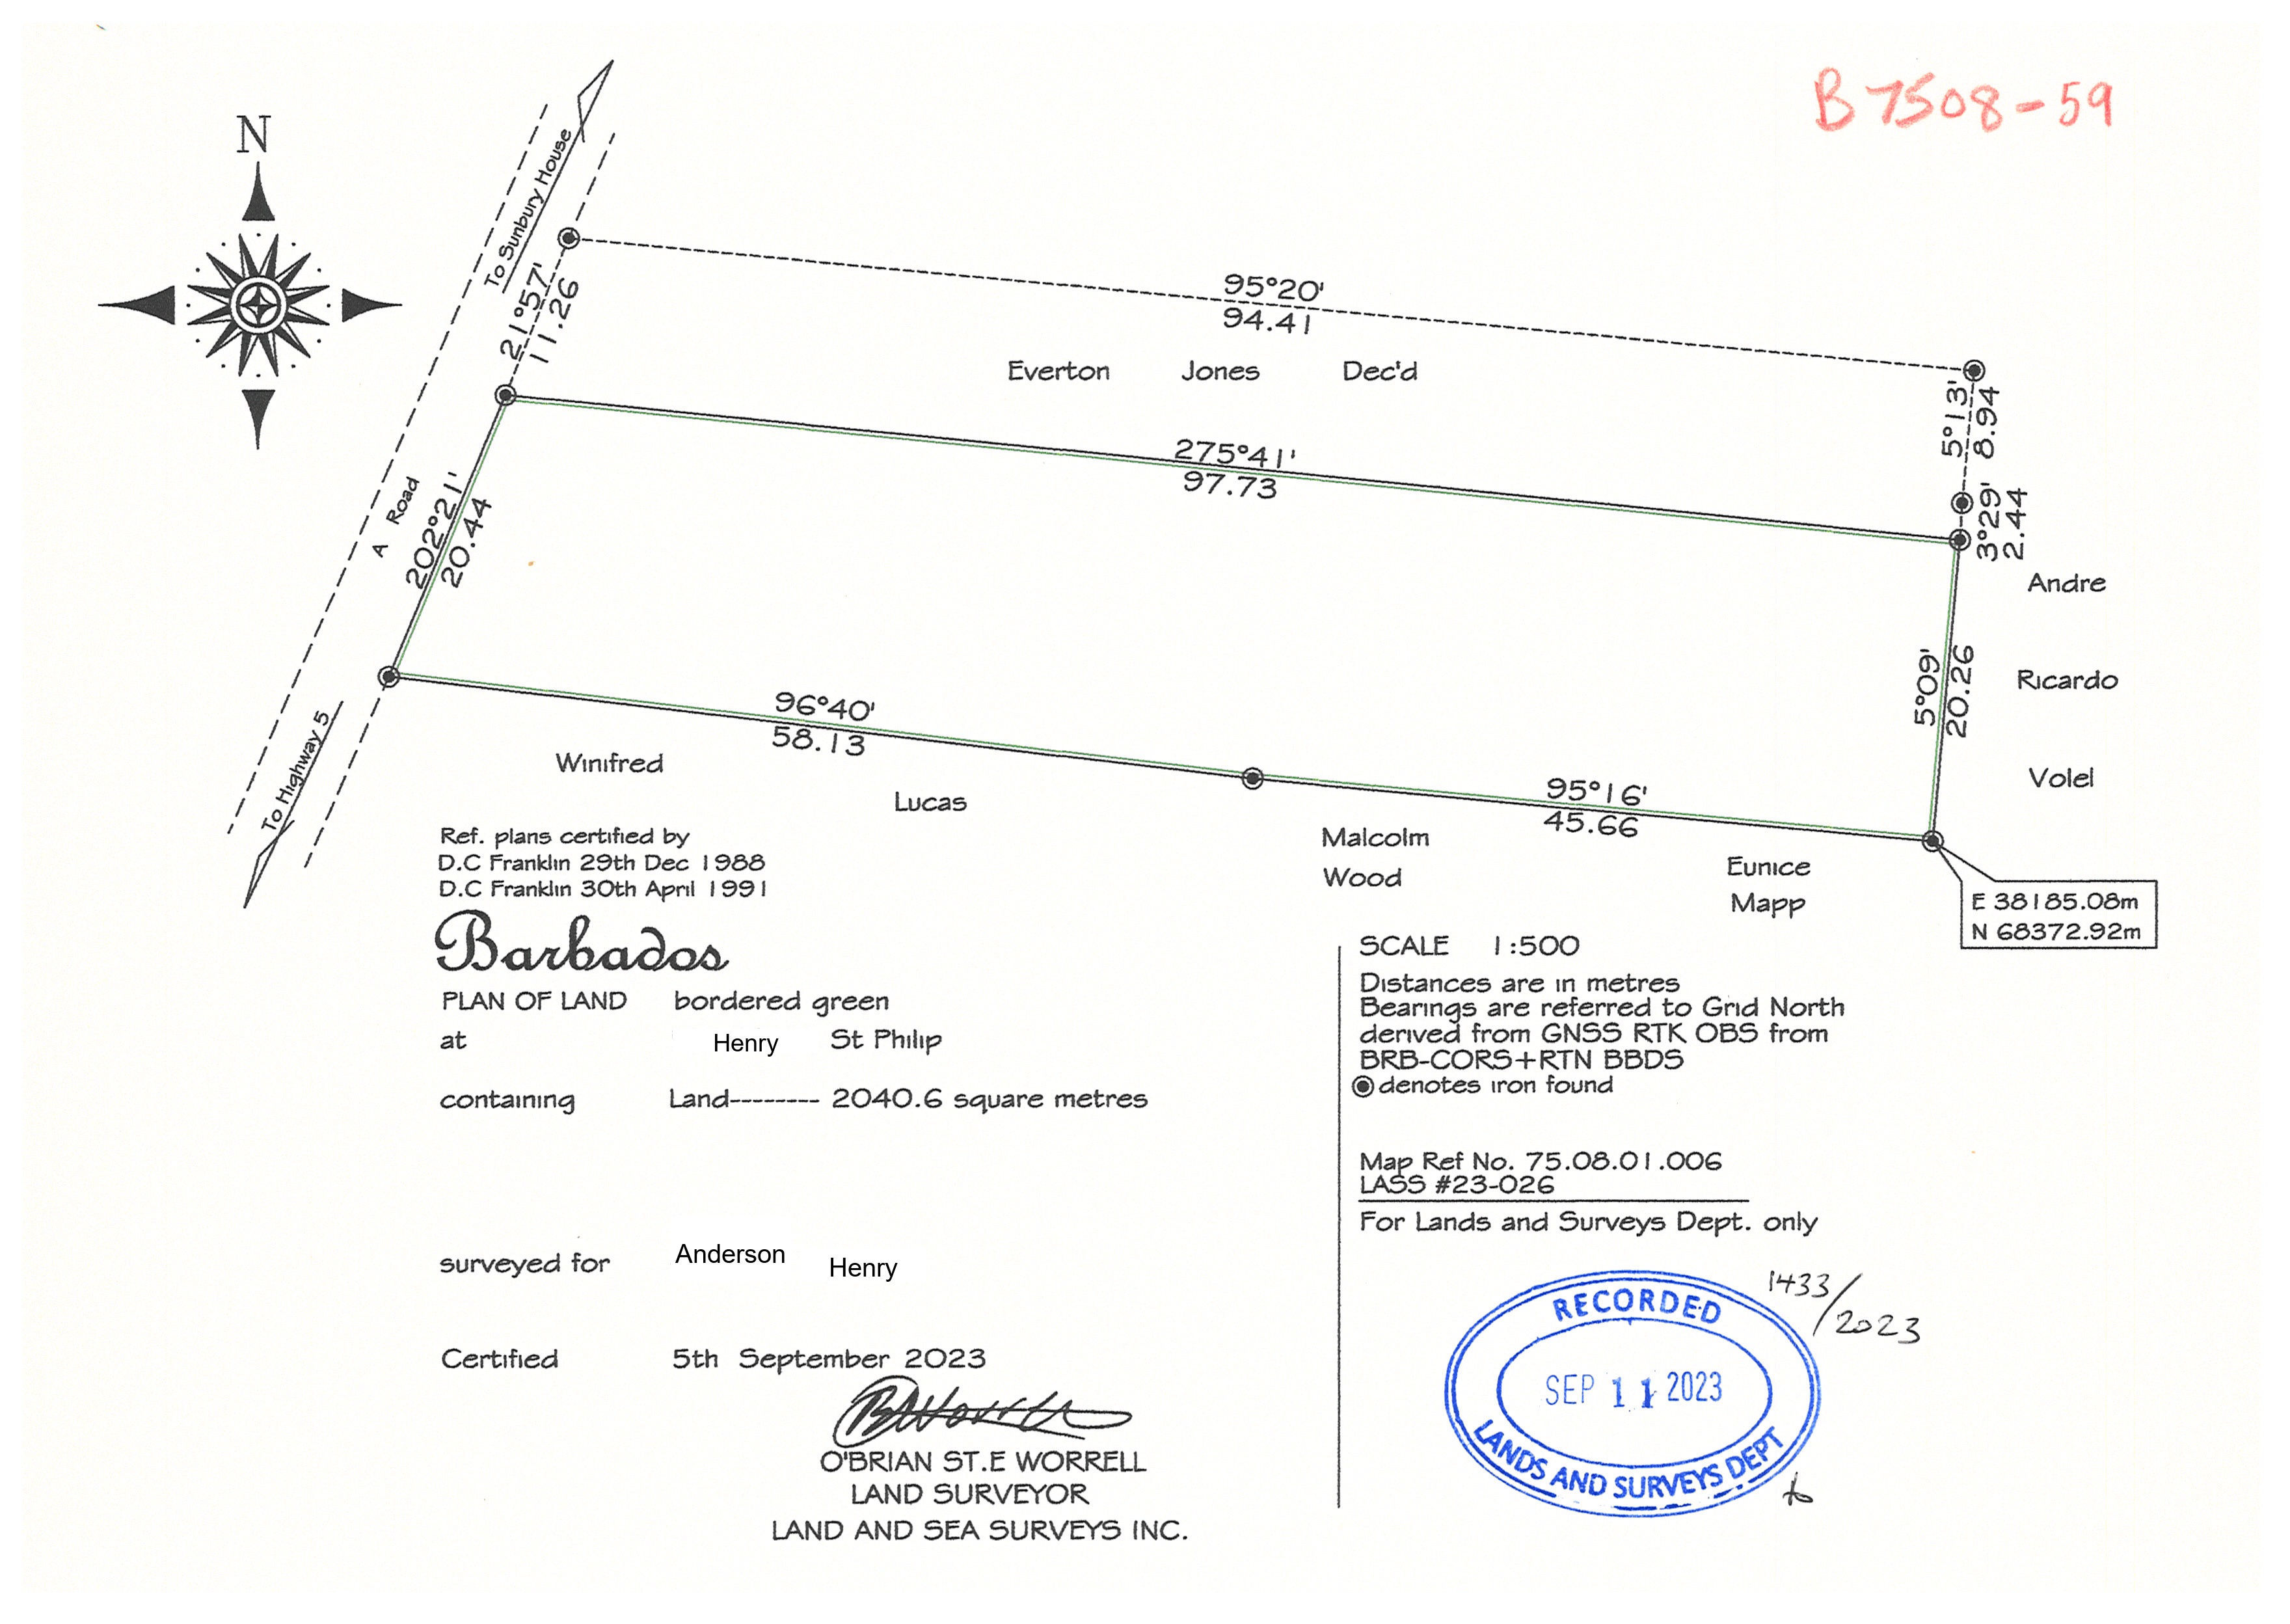 B7508-59
N
To Sunbury House
21°57'
11.26
95°20'
94.41
Everton Jones Dec'd
5°13'
8.94
275°41'
97.73
3°29'
2.44
A Road
202°21'
20.44
Andre
Ricardo
Volel
5°09'
20.26
To Highway 5
96°40'
58.13
Winifred
Lucas
95°16'
45.66
Malcolm
Wood
Eunice
Mapp
E 38185.08m
N 68372.92m
Ref. plans certified by
D.C Franklin 29th Dec 1988
D.C Franklin 30th April 1991
Barbados
PLAN OF LAND bordered green
at Henry St Philip
containing Land-------- 2040.6 square metres
surveyed for Anderson Henry
Certified 5th September 2023
O'BRIAN ST.E WORRELL
LAND SURVEYOR
LAND AND SEA SURVEYS INC.
SCALE 1:500
Distances are in metres
Bearings are referred to Grid North
derived from GNSS RTK OBS from
BRB-CORS+RTN BBDS
denotes iron found
Map Ref No. 75.08.01.006
LASS #23-026
For Lands and Surveys Dept. only
1433/2023
RECORDED
SEP 11 2023
LANDS AND SURVEYS DEPT